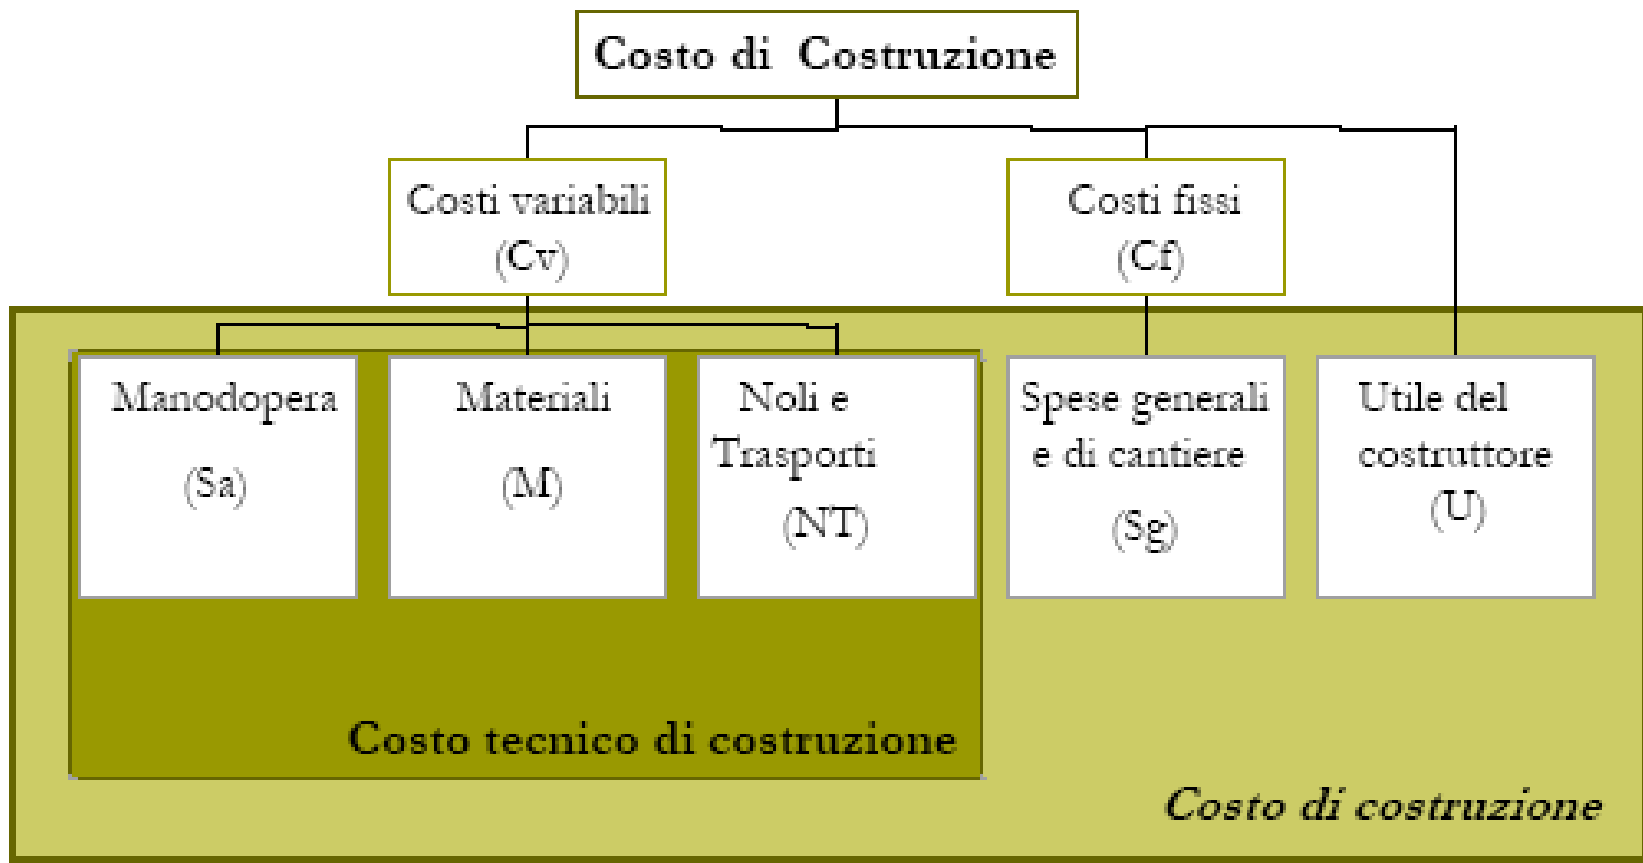 Costo di Costruzione
Costi variabili
(Cv)
Costi fissi
(Cf)
Manodopera
(Sa)
Materiali
(M)
Noli e
Trasporti
(NT)
Spese generali
e di cantiere
(Sg)
Utile del
costruttore
(U)
Costo tecnico di costruzione
Costo di costruzione